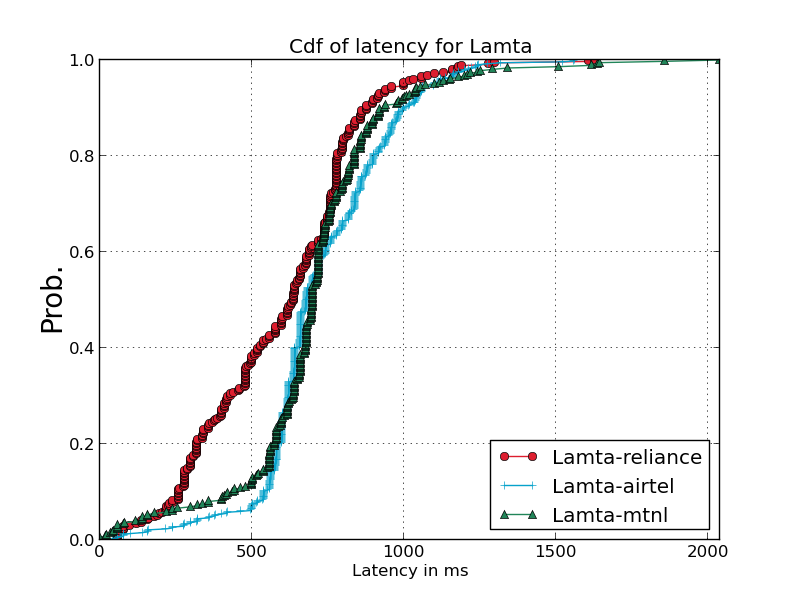 Cdf of latency for Lamta
Prob.
1.0
0.8
0.6
0.4
0.2
0.0
0 500 1000 1500 2000
Latency in ms
Lamta-reliance
Lamta-airtel
Lamta-mtnl